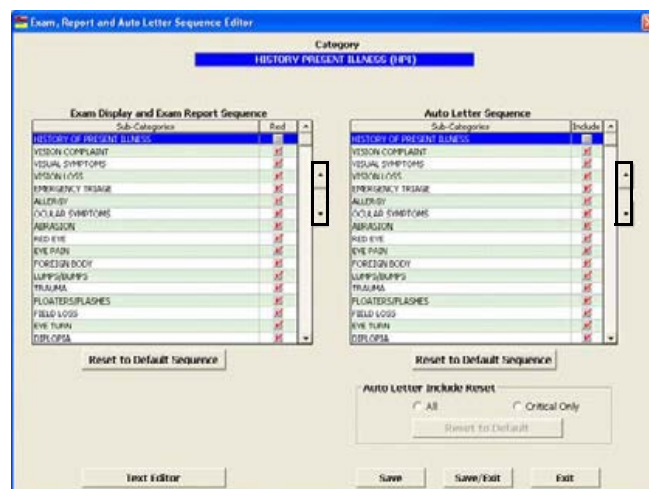 Exam, Report and Auto Letter Sequence Editor
Category
HISTORY PRESENT ILLNESS (HPI)
Exam Display and Exam Report Sequence
Sub-Categories Red
HISTORY OF PRESENT ILLNESS
VISION COMPLAINT
VISUAL SYMPTOMS
VISION LOSS
EMERGENCY TRIAGE
ALLERGY
OCULAR SYMPTOMS
ABRASION
RED EYE
EYE PAIN
FOREIGN BODY
LUMPS/BUMPS
TRAUMA
FLOATERS/FLASHES
FIELD LOSS
EYE TURN
DIPLOPIA
Reset to Default Sequence
Text Editor
Auto Letter Sequence
Sub-Categories Include
HISTORY OF PRESENT ILLNESS
VISION COMPLAINT
VISUAL SYMPTOMS
VISION LOSS
EMERGENCY TRIAGE
ALLERGY
OCULAR SYMPTOMS
ABRASION
RED EYE
EYE PAIN
FOREIGN BODY
LUMPS/BUMPS
TRAUMA
FLOATERS/FLASHES
FIELD LOSS
EYE TURN
DIPLOPIA
Reset to Default Sequence
Auto Letter Include Reset
All Critical Only
Reset to Default
Save Save/Exit Exit